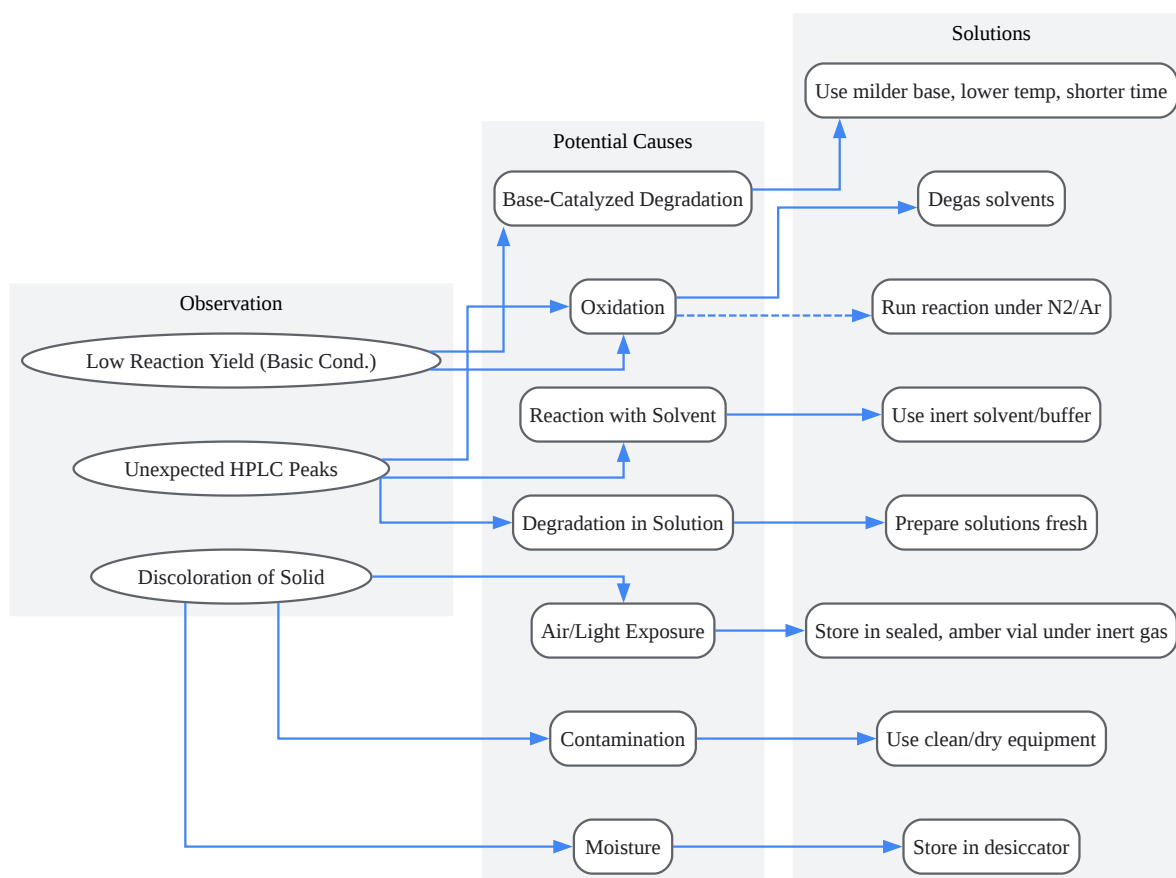 Solutions
Use milder base, lower temp, shorter time
Potential Causes
Base-Catalyzed Degradation
Degas solvents
Observation
Oxidation
Run reaction under N2/Ar
Low Reaction Yield (Basic Cond.)
Reaction with Solvent
Use inert solvent/buffer
Unexpected HPLC Peaks
Degradation in Solution
Prepare solutions fresh
Discoloration of Solid
Air/Light Exposure
Store in sealed, amber vial under inert gas
Contamination
Use clean/dry equipment
Moisture
Store in desiccator